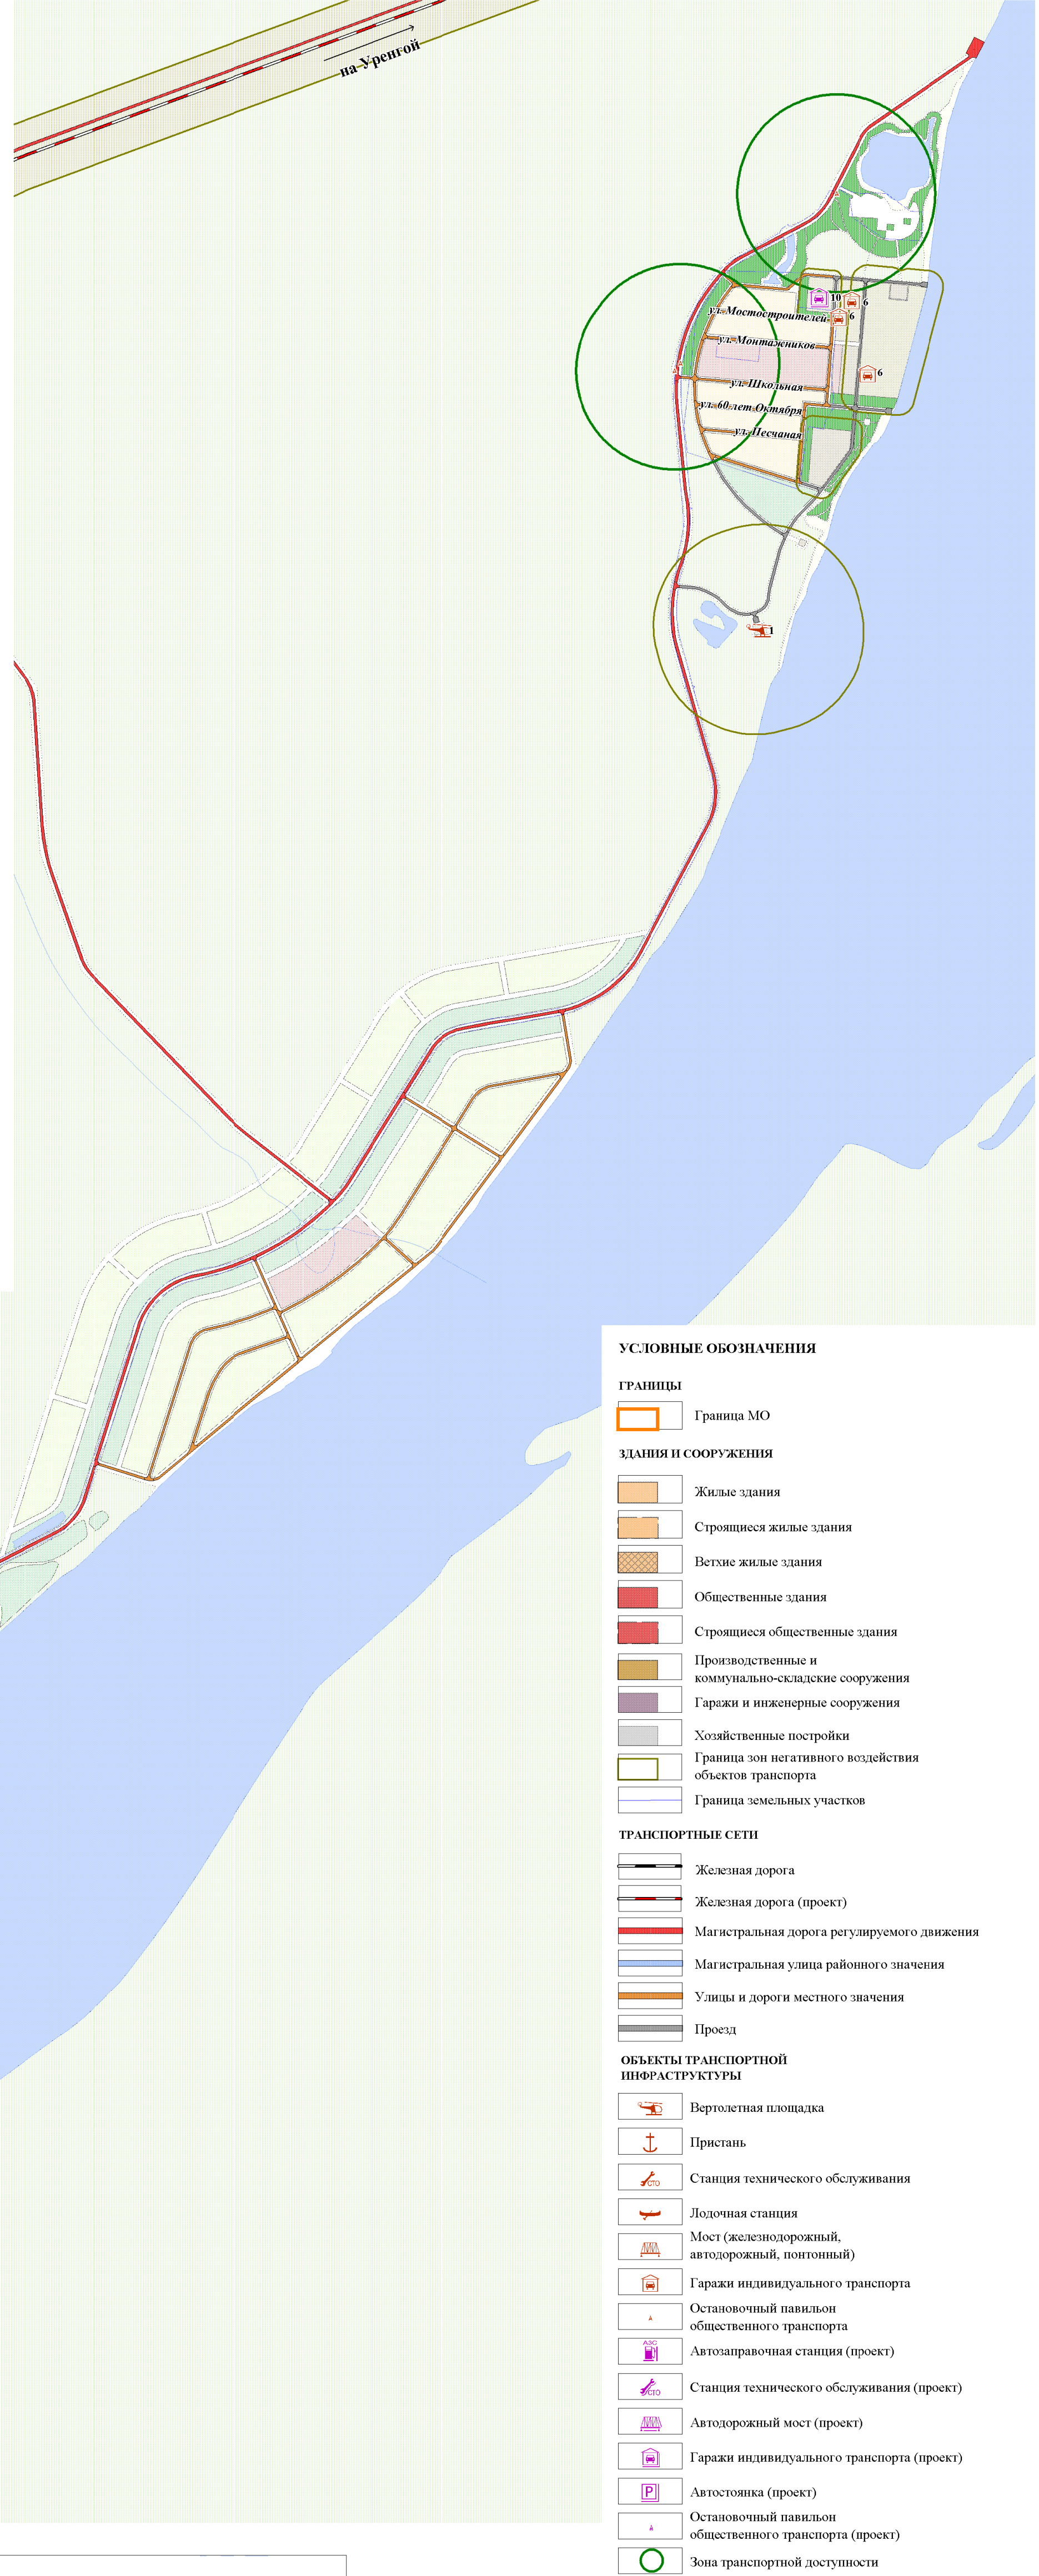 на Уренгой
10
6
ул. Мостостроителей
6
ул. Монтажников
6
ул. Школьная
ул. 60 лет Октября
ул. Песчаная
1
УСЛОВНЫЕ ОБОЗНАЧЕНИЯ
ГРАНИЦЫ
Граница МО
ЗДАНИЯ И СООРУЖЕНИЯ
Жилые здания
Строящиеся жилые здания
Ветхие жилые здания
Общественные здания
Строящиеся общественные здания
Производственные и
коммунально-складские сооружения
Гаражи и инженерные сооружения
Хозяйственные постройки
Граница зон негативного воздействия
объектов транспорта
Граница земельных участков
ТРАНСПОРТНЫЕ СЕТИ
Железная дорога
Железная дорога (проект)
Магистральная дорога регулируемого движения
Магистральная улица районного значения
Улицы и дороги местного значения
Проезд
ОБЪЕКТЫ ТРАНСПОРТНОЙ
ИНФРАСТРУКТУРЫ
Вертолетная площадка
Пристань
СТО
Станция технического обслуживания
Лодочная станция
Мост (железнодорожный,
автодорожный, понтонный)
Гаражи индивидуального транспорта
Остановочный павильон
общественного транспорта
АЗС
Автозаправочная станция (проект)
СТО
Станция технического обслуживания (проект)
Автодорожный мост (проект)
Гаражи индивидуального транспорта (проект)
P
Автостоянка (проект)
Остановочный павильон
общественного транспорта (проект)
Зона транспортной доступности